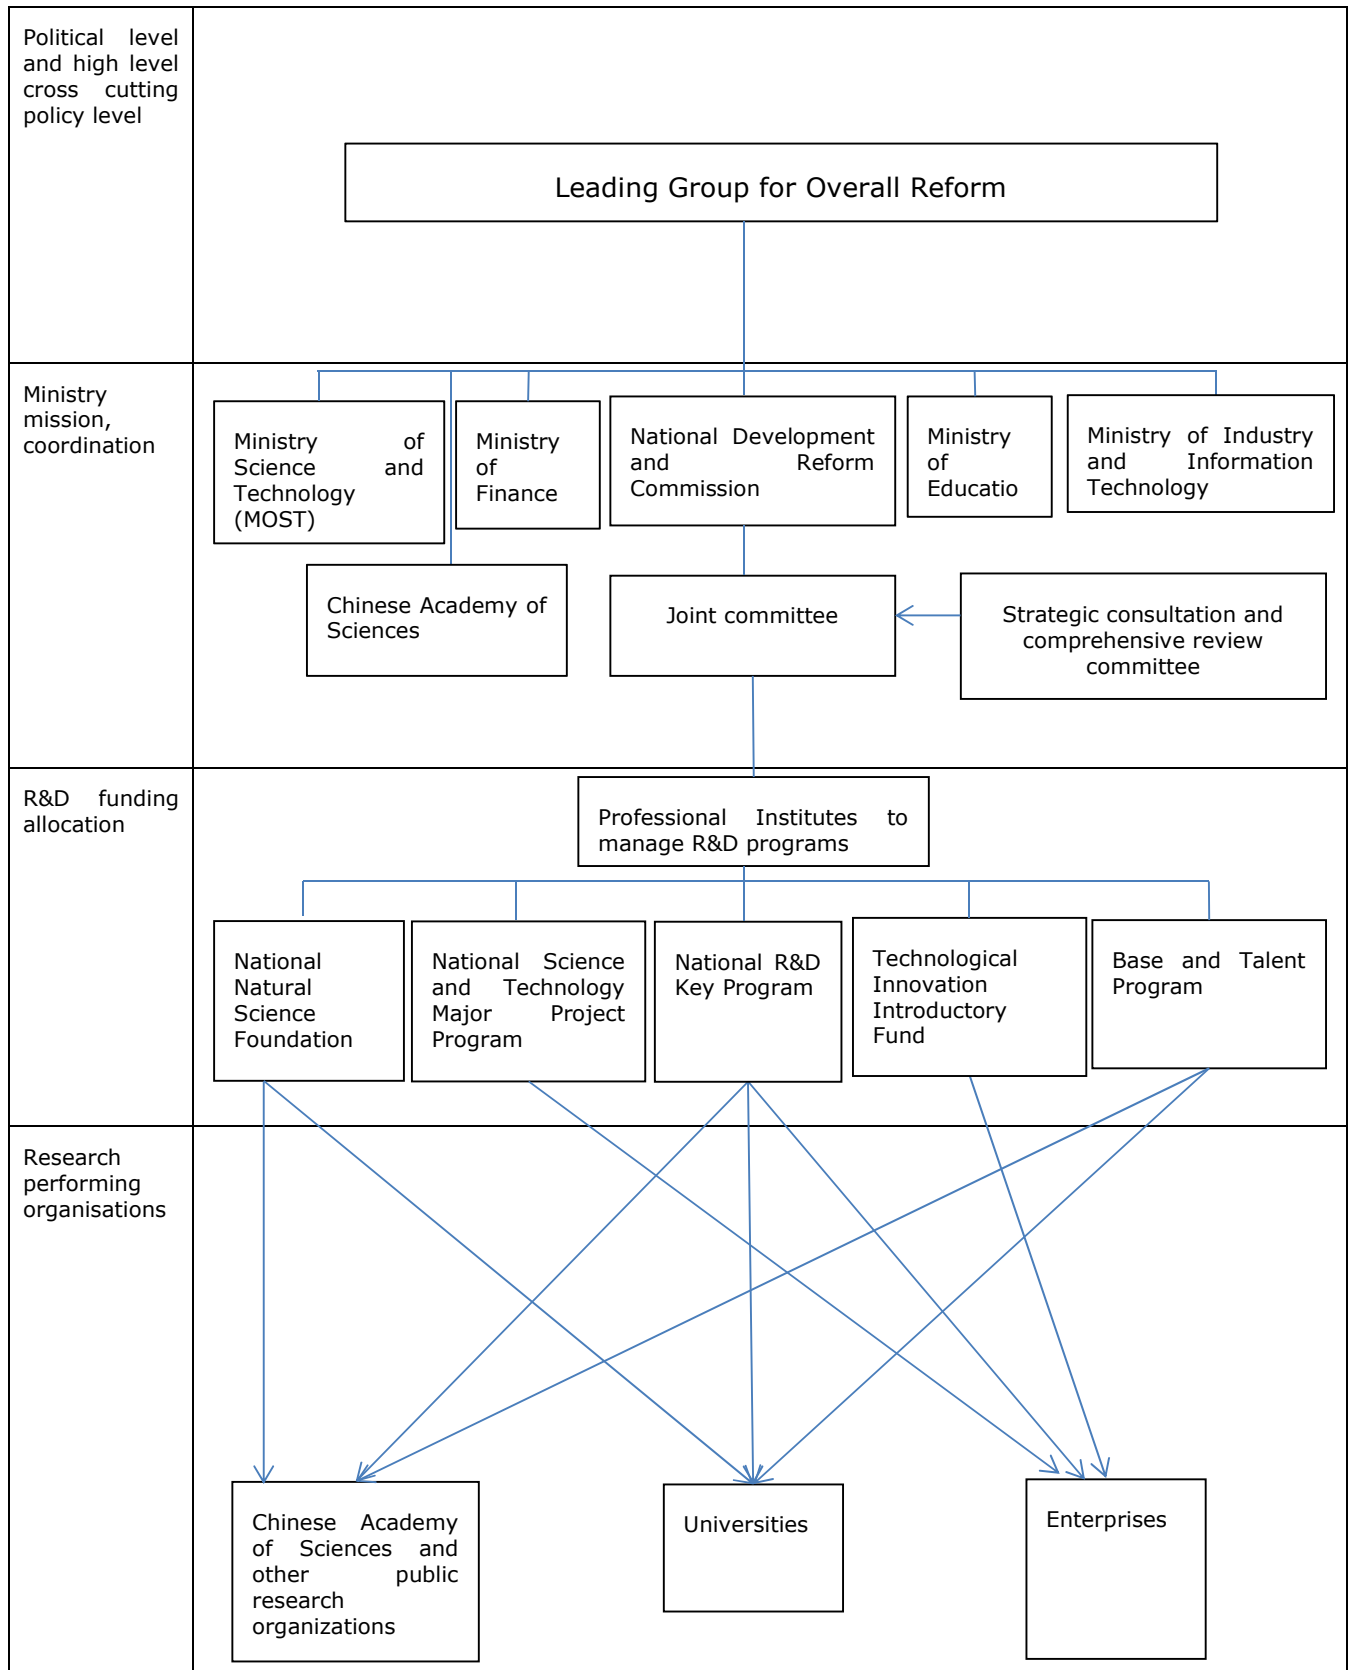 Political level
and high level
cross cutting
policy level
Leading Group for Overall Reform
Ministry
mission,
coordination
Ministry of
Science and
Technology
(MOST)
Ministry
of
Finance
National Development
and Reform
Commission
Ministry
of
Educatio
Ministry of Industry
and Information
Technology
Chinese Academy of
Sciences
Joint committee
Strategic consultation and
comprehensive review
committee
R&D funding
allocation
Professional Institutes to
manage R&D programs
National
Natural
Science
Foundation
National Science
and Technology
Major Project
Program
National R&D
Key Program
Technological
Innovation
Introductory
Fund
Base and Talent
Program
Research
performing
organisations
Chinese Academy
of Sciences and
other public
research
organizations
Universities
Enterprises